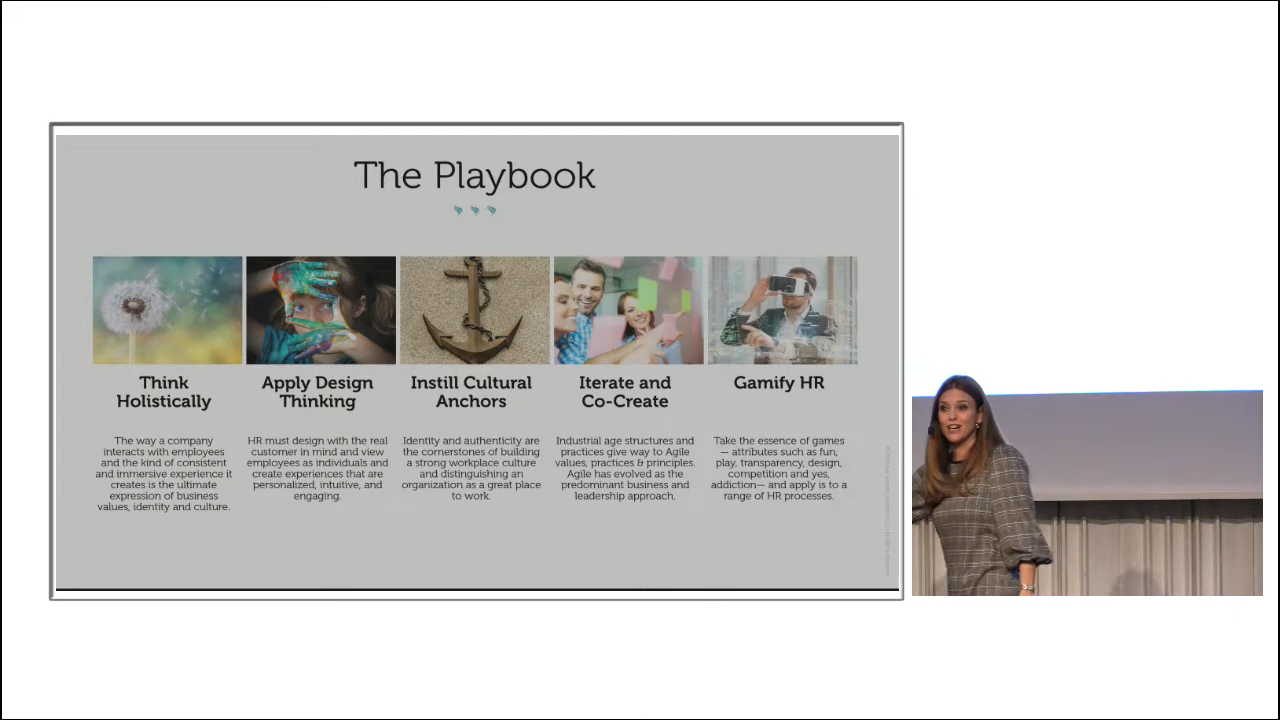 The Playbook
Think
Holistically
The way a company
interacts with employees
and the kind of consistent
and immersive experience it
creates is the ultimate
expression of business
values, identity and culture.
Apply Design
Thinking
HR must design with the real
customer in mind and view
employees as individuals and
create experiences that are
personalized, intuitive, and
engaging.
Instill Cultural
Anchors
Identity and authenticity are
the cornerstones of building
a strong workplace culture
and distinguishing an
organization as a great place
to work.
Iterate and
Co-Create
Industrial age structures and
practices give way to Agile
values, practices & principles.
Agile has evolved as the
predominant business and
leadership approach.
Gamify HR
Take the essence of games
— attributes such as fun,
play, transparency, design,
competition and yes,
addiction— and apply is to a
range of HR processes.